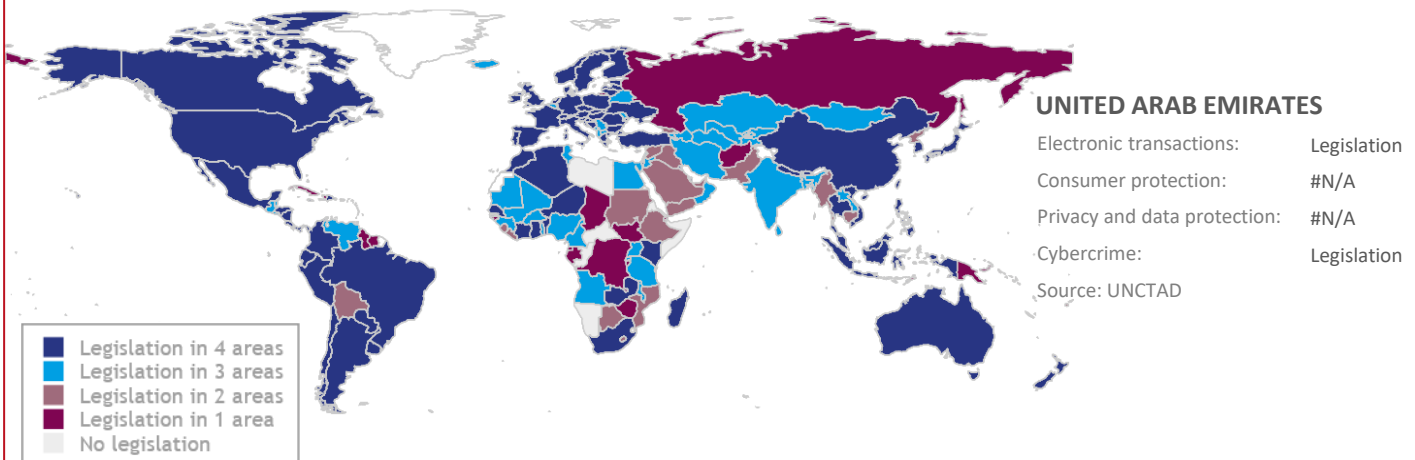 UNITED ARAB EMIRATES
Electronic transactions: Legislation
Consumer protection: #N/A
Privacy and data protection: #N/A
Cybercrime: Legislation
Source: UNCTAD
Legislation in 4 areas
Legislation in 3 areas
Legislation in 2 areas
Legislation in 1 area
No legislation